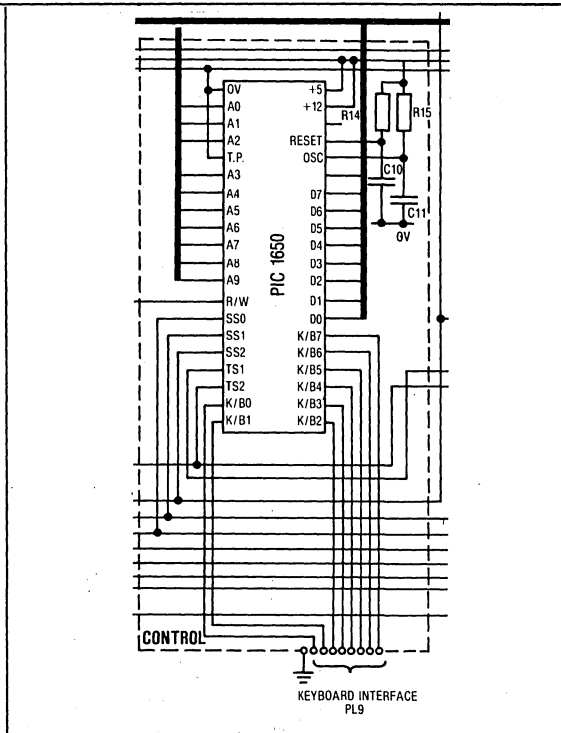 0V
A0
A1
A2
T.P.
A3
A4
A5
A6
A7
A8
A9
R/W
SS0
SS1
SS2
TS1
TS2
K/B0
K/B1
PIC 1650
+5
+12
RESET
OSC
D7
D6
D5
D4
D3
D2
D1
D0
K/B7
K/B6
K/B5
K/B4
K/B3
K/B2
R14
R15
C10
C11
0V
CONTROL
KEYBOARD INTERFACE
PL9